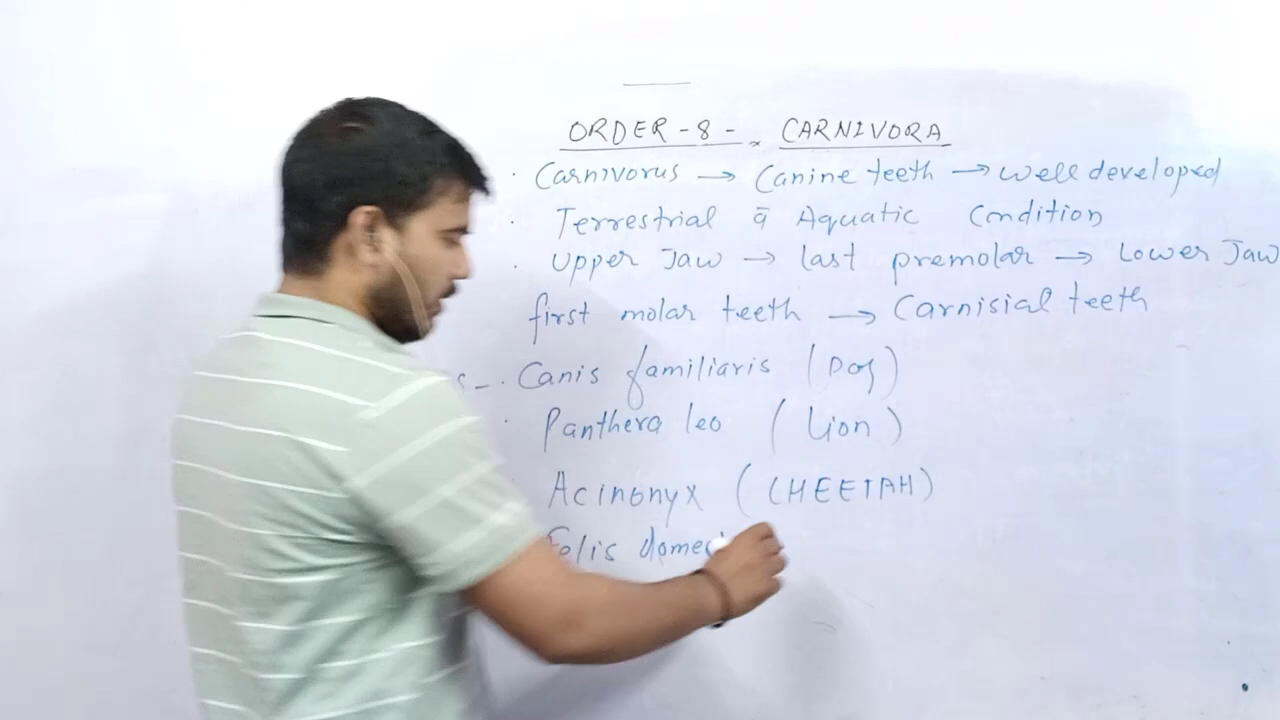 ORDER - 8 - CARNIVORA
· Carnivorus → Canine teeth → well developed
· Terrestrial ā Aquatic Condition
· Upper Jaw → last premolar → Lower Jaw
first molar teeth → Carnisial teeth
· Canis familiaris (Dog)
· Panthera leo (Lion)
Acinonyx (CHEETAH)
Felis